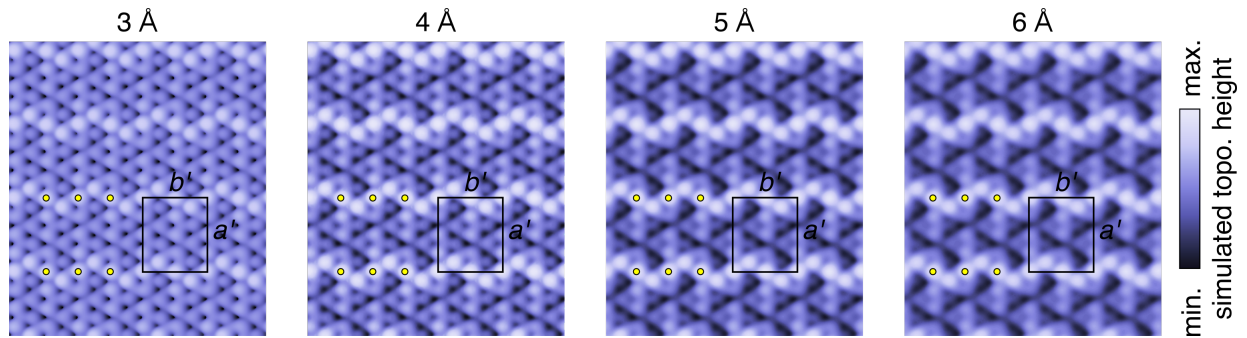 3 Å
4 Å
5 Å
6 Å
b'
a'
b'
a'
b'
a'
b'
a'
min.
max.
simulated topo. height